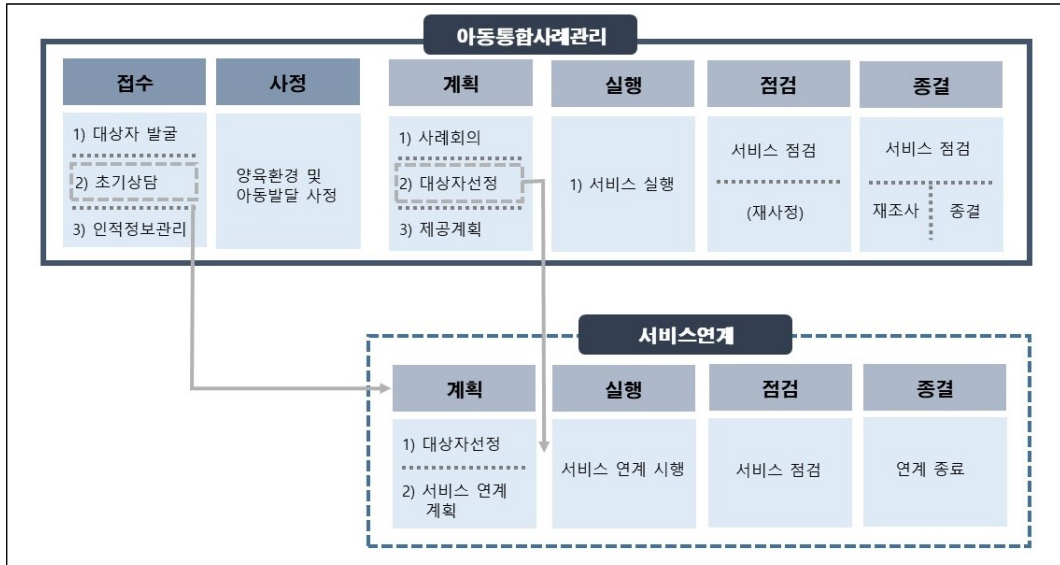 아동통합사례관리
접수
1) 대상자 발굴
2) 초기상담
3) 인적정보관리
사정
양육환경 및
아동발달 사정
계획
1) 사례회의
2) 대상자선정
3) 제공계획
실행
1) 서비스 실행
점검
서비스 점검
(재사정)
종결
서비스 점검
재조사
종결
서비스연계
계획
1) 대상자선정
2) 서비스 연계
계획
실행
서비스 연계 시행
점검
서비스 점검
종결
연계 종료